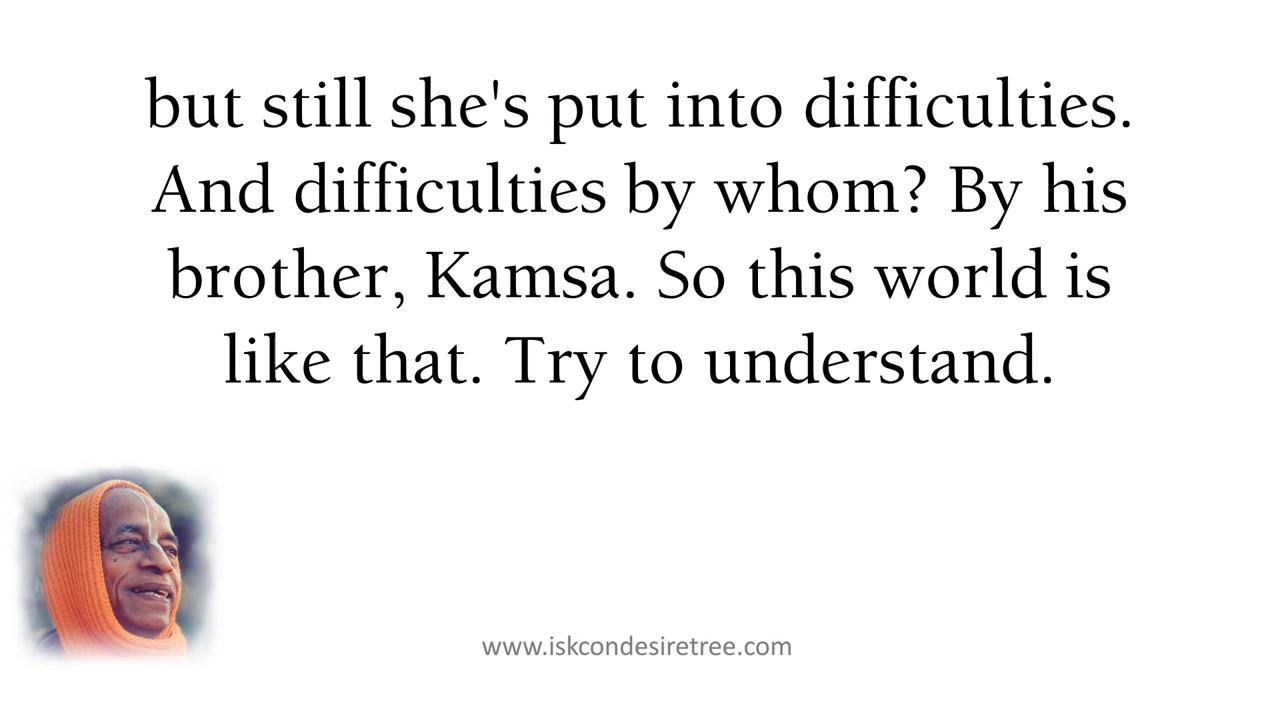 but still she's put into difficulties.
And difficulties by whom? By his
brother, Kamsa. So this world is
like that. Try to understand.
www.iskcondesiretree.com